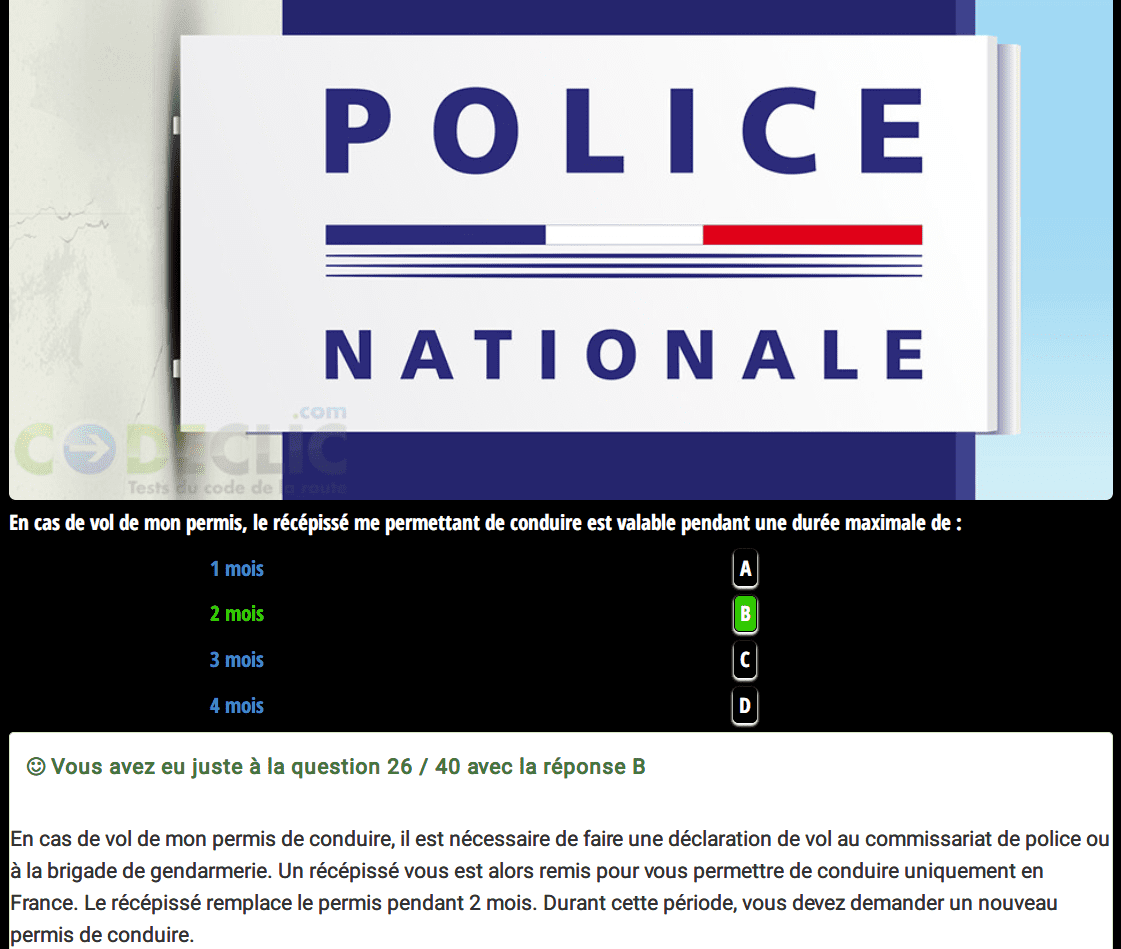 POLICE
NATIONALE
.com
CODECLIC
Tests du code de la route
En cas de vol de mon permis, le récépissé me permettant de conduire est valable pendant une durée maximale de :
1 mois A
2 mois B
3 mois C
4 mois D
Vous avez eu juste à la question 26 / 40 avec la réponse B
En cas de vol de mon permis de conduire, il est nécessaire de faire une déclaration de vol au commissariat de police ou
à la brigade de gendarmerie. Un récépissé vous est alors remis pour vous permettre de conduire uniquement en
France. Le récépissé remplace le permis pendant 2 mois. Durant cette période, vous devez demander un nouveau
permis de conduire.